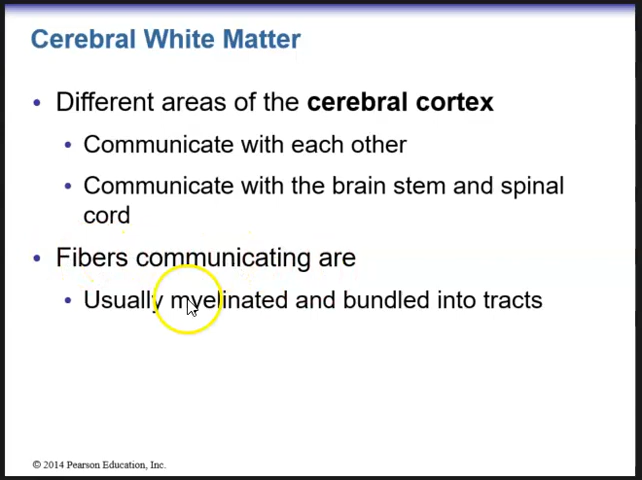 Cerebral White Matter
• Different areas of the cerebral cortex
• Communicate with each other
• Communicate with the brain stem and spinal
cord
• Fibers communicating are
• Usually myelinated and bundled into tracts
© 2014 Pearson Education, Inc.